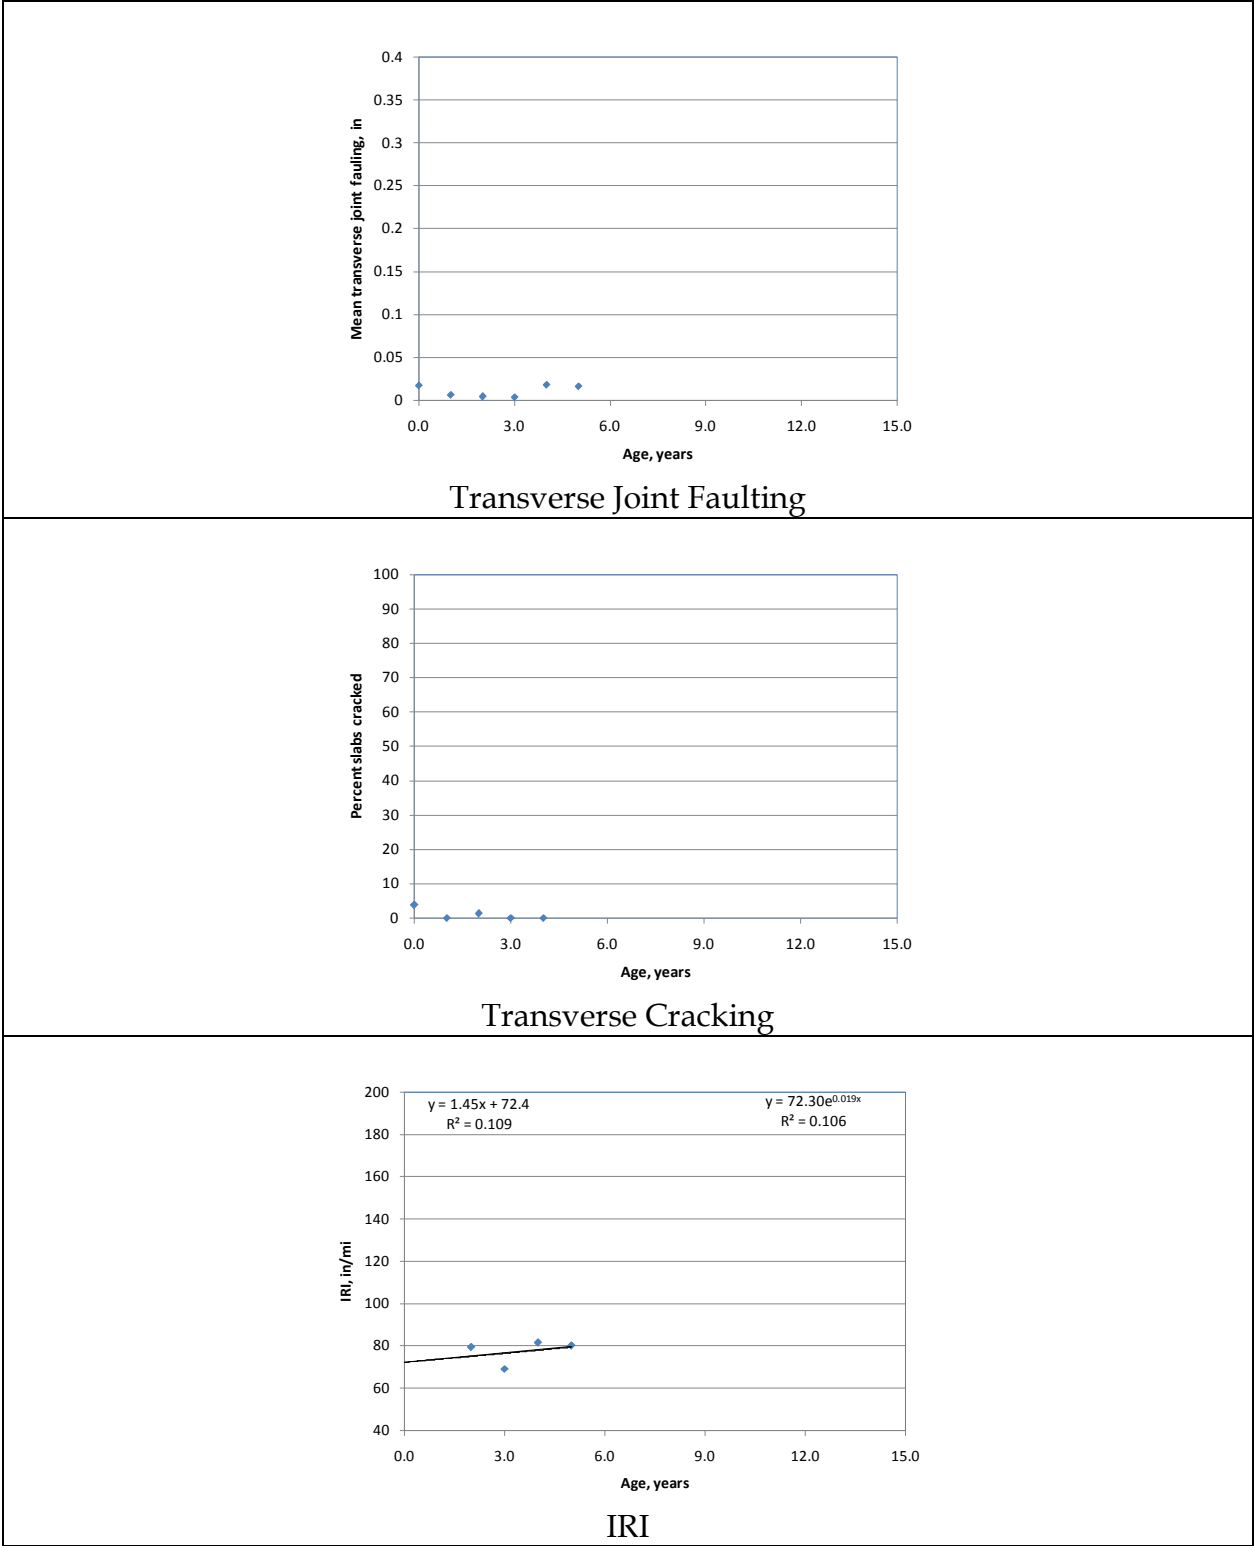 0.4
0.35
0.3
0.25
0.2
0.15
0.1
0.05
0
Mean transverse joint fauling, in
0.0 3.0 6.0 9.0 12.0 15.0
Age, years
Transverse Joint Faulting
100
90
80
70
60
50
40
30
20
10
0
Percent slabs cracked
0.0 3.0 6.0 9.0 12.0 15.0
Age, years
Transverse Cracking
y = 1.45x + 72.4
R² = 0.109
y = 72.30e^0.019x
R² = 0.106
200
180
160
140
120
100
80
60
40
IRI, in/mi
0.0 3.0 6.0 9.0 12.0 15.0
Age, years
IRI